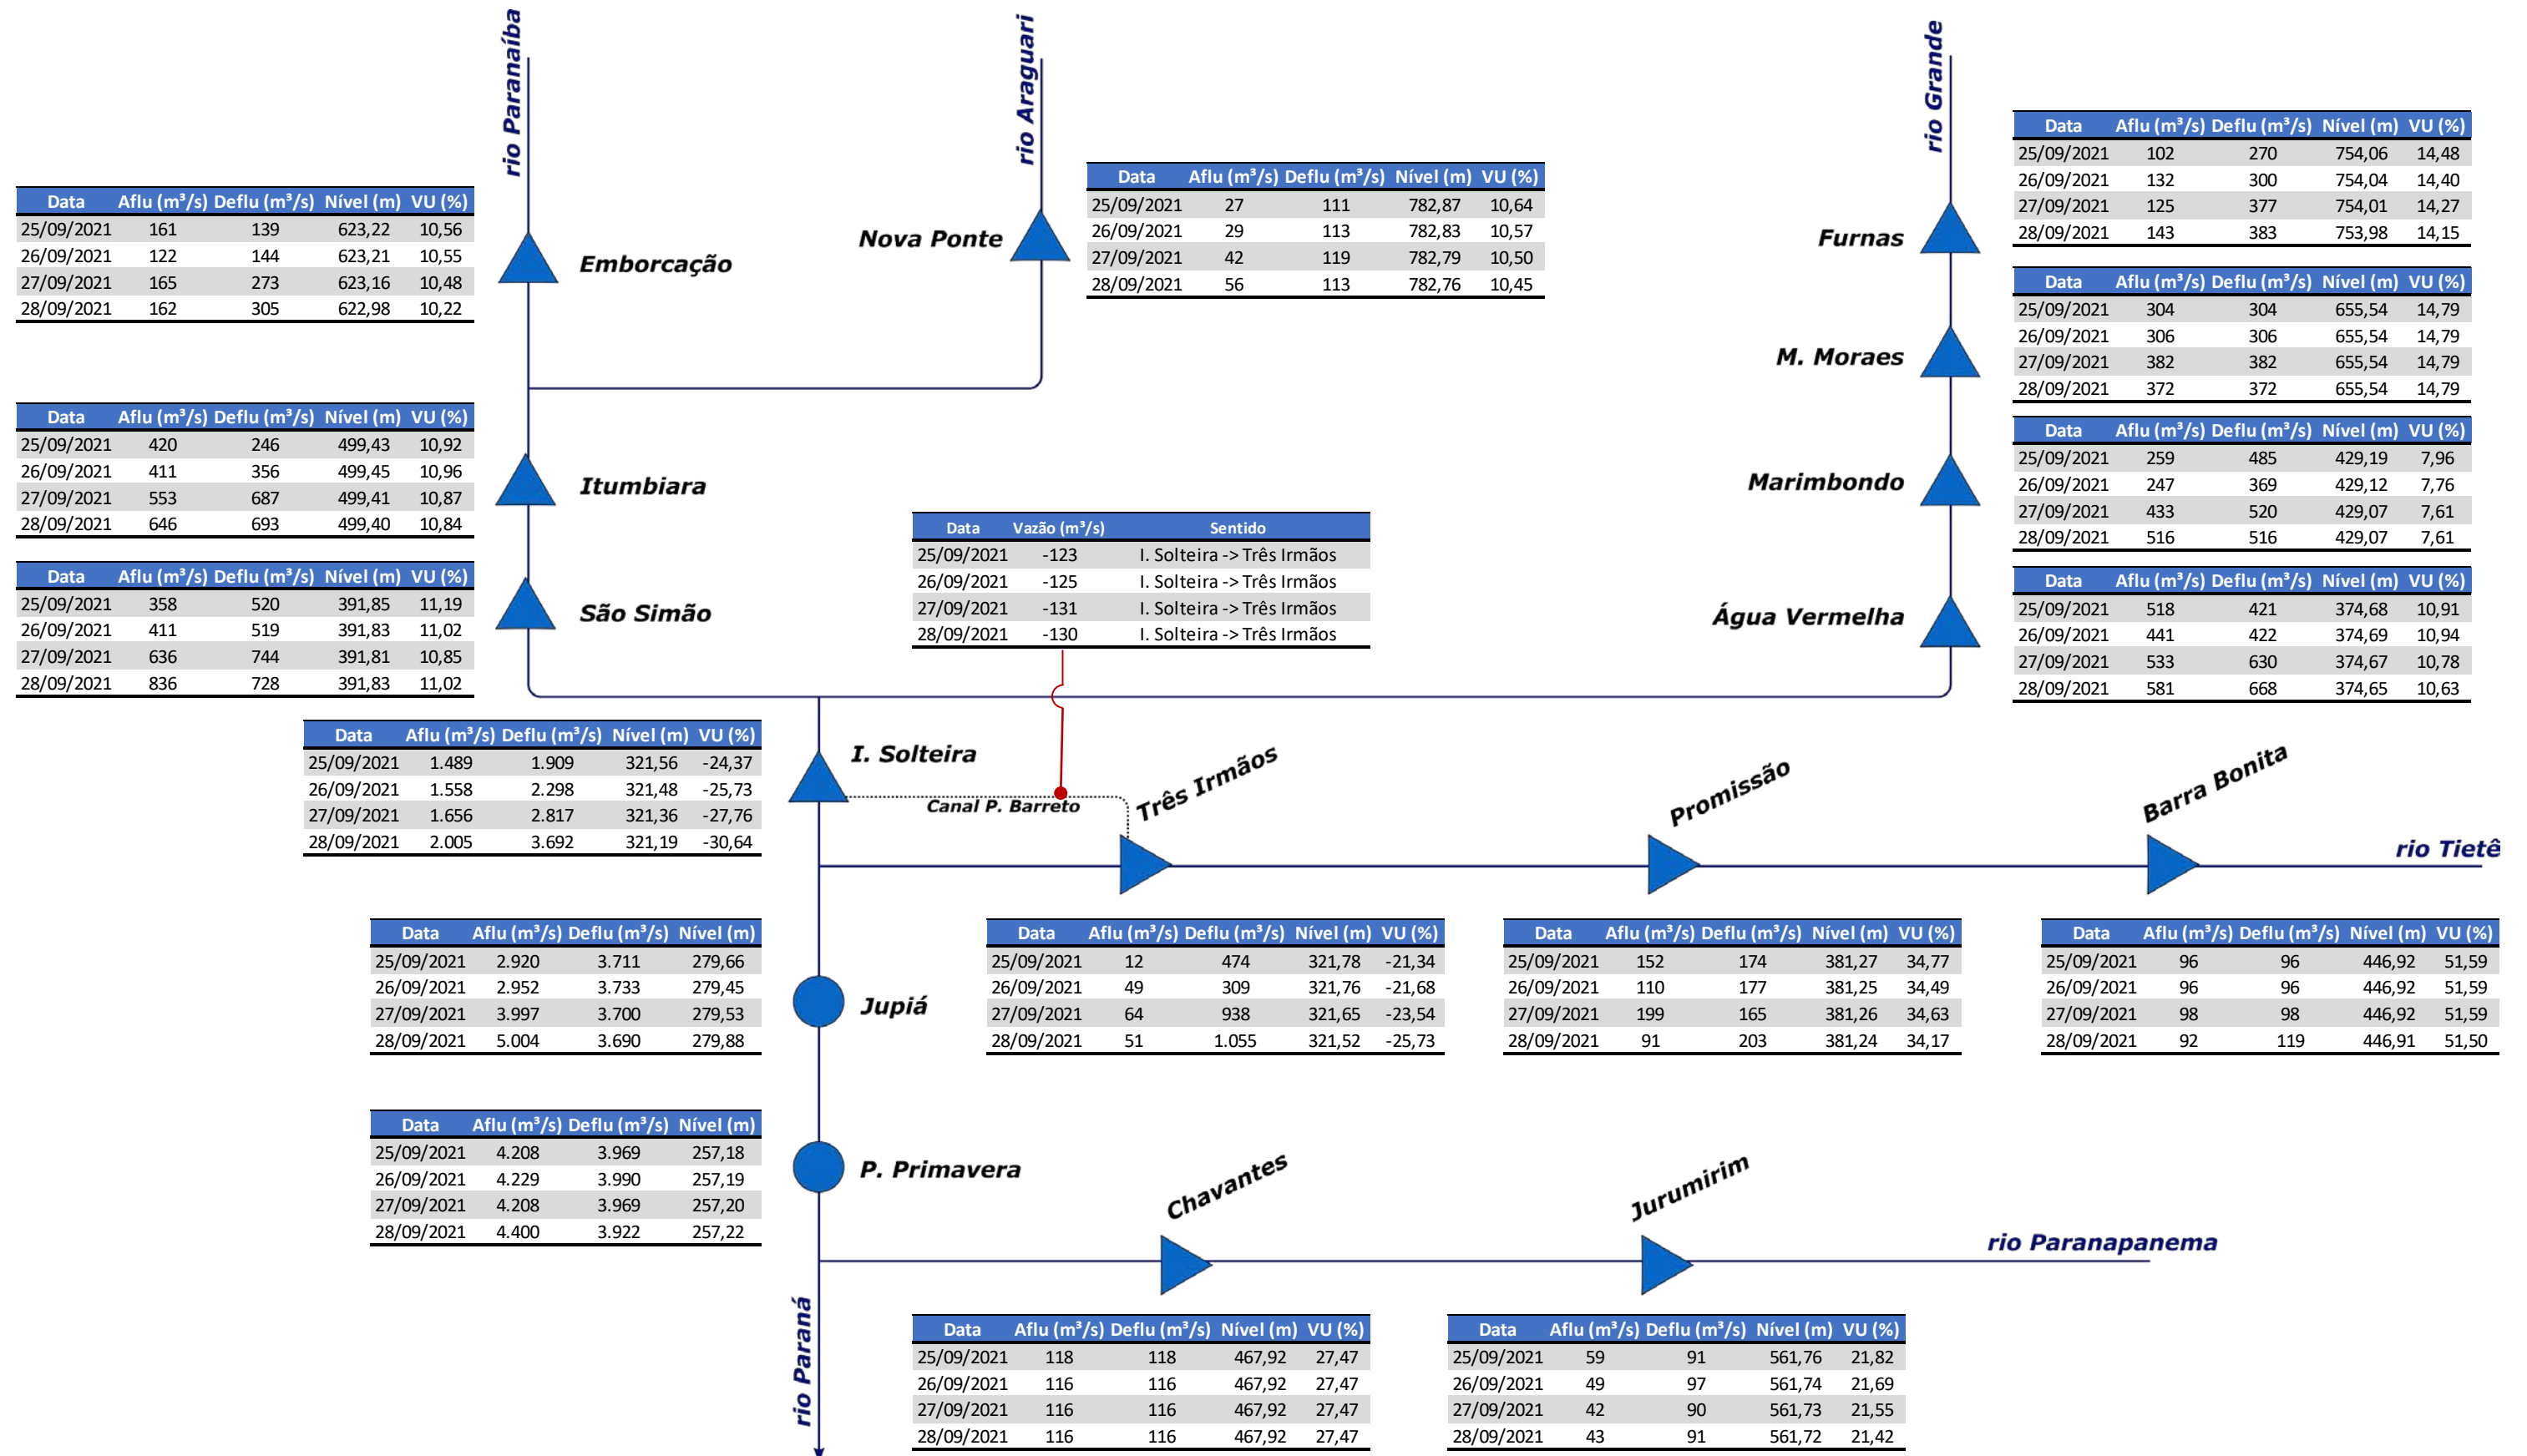 rio Paranaíba
rio Araguari
rio Grande
Data Aflu (m³/s) Deflu (m³/s) Nível (m) VU (%)
25/09/2021 161 139 623,22 10,56
26/09/2021 122 144 623,21 10,55
27/09/2021 165 273 623,16 10,48
28/09/2021 162 305 622,98 10,22
Emborcação
Nova Ponte
Data Aflu (m³/s) Deflu (m³/s) Nível (m) VU (%)
25/09/2021 27 111 782,87 10,64
26/09/2021 29 113 782,83 10,57
27/09/2021 42 119 782,79 10,50
28/09/2021 56 113 782,76 10,45
Furnas
Data Aflu (m³/s) Deflu (m³/s) Nível (m) VU (%)
25/09/2021 102 270 754,06 14,48
26/09/2021 132 300 754,04 14,40
27/09/2021 125 377 754,01 14,27
28/09/2021 143 383 753,98 14,15
M. Moraes
Data Aflu (m³/s) Deflu (m³/s) Nível (m) VU (%)
25/09/2021 304 304 655,54 14,79
26/09/2021 306 306 655,54 14,79
27/09/2021 382 382 655,54 14,79
28/09/2021 372 372 655,54 14,79
Data Aflu (m³/s) Deflu (m³/s) Nível (m) VU (%)
25/09/2021 420 246 499,43 10,92
26/09/2021 411 356 499,45 10,96
27/09/2021 553 687 499,41 10,87
28/09/2021 646 693 499,40 10,84
Itumbiara
Marimbondo
Data Aflu (m³/s) Deflu (m³/s) Nível (m) VU (%)
25/09/2021 259 485 429,19 7,96
26/09/2021 247 369 429,12 7,76
27/09/2021 433 520 429,07 7,61
28/09/2021 516 516 429,07 7,61
Data Aflu (m³/s) Deflu (m³/s) Nível (m) VU (%)
25/09/2021 358 520 391,85 11,19
26/09/2021 411 519 391,83 11,02
27/09/2021 636 744 391,81 10,85
28/09/2021 836 728 391,83 11,02
São Simão
Data Vazão (m³/s) Sentido
25/09/2021 -123 I. Solteira -> Três Irmãos
26/09/2021 -125 I. Solteira -> Três Irmãos
27/09/2021 -131 I. Solteira -> Três Irmãos
28/09/2021 -130 I. Solteira -> Três Irmãos
Água Vermelha
Data Aflu (m³/s) Deflu (m³/s) Nível (m) VU (%)
25/09/2021 518 421 374,68 10,91
26/09/2021 441 422 374,69 10,94
27/09/2021 533 630 374,67 10,78
28/09/2021 581 668 374,65 10,63
Data Aflu (m³/s) Deflu (m³/s) Nível (m) VU (%)
25/09/2021 1.489 1.909 321,56 -24,37
26/09/2021 1.558 2.298 321,48 -25,73
27/09/2021 1.656 2.817 321,36 -27,76
28/09/2021 2.005 3.692 321,19 -30,64
I. Solteira
Canal P. Barreto
Três Irmãos
Promissão
Barra Bonita
rio Tietê
Data Aflu (m³/s) Deflu (m³/s) Nível (m)
25/09/2021 2.920 3.711 279,66
26/09/2021 2.952 3.733 279,45
27/09/2021 3.997 3.700 279,53
28/09/2021 5.004 3.690 279,88
Jupiá
Data Aflu (m³/s) Deflu (m³/s) Nível (m) VU (%)
25/09/2021 12 474 321,78 -21,34
26/09/2021 49 309 321,76 -21,68
27/09/2021 64 938 321,65 -23,54
28/09/2021 51 1.055 321,52 -25,73
Data Aflu (m³/s) Deflu (m³/s) Nível (m) VU (%)
25/09/2021 152 174 381,27 34,77
26/09/2021 110 177 381,25 34,49
27/09/2021 199 165 381,26 34,63
28/09/2021 91 203 381,24 34,17
Data Aflu (m³/s) Deflu (m³/s) Nível (m) VU (%)
25/09/2021 96 96 446,92 51,59
26/09/2021 96 96 446,92 51,59
27/09/2021 98 98 446,92 51,59
28/09/2021 92 119 446,91 51,50
Data Aflu (m³/s) Deflu (m³/s) Nível (m)
25/09/2021 4.208 3.969 257,18
26/09/2021 4.229 3.990 257,19
27/09/2021 4.208 3.969 257,20
28/09/2021 4.400 3.922 257,22
P. Primavera
Chavantes
Jurumirim
rio Paranapanema
rio Paraná
Data Aflu (m³/s) Deflu (m³/s) Nível (m) VU (%)
25/09/2021 118 118 467,92 27,47
26/09/2021 116 116 467,92 27,47
27/09/2021 116 116 467,92 27,47
28/09/2021 116 116 467,92 27,47
Data Aflu (m³/s) Deflu (m³/s) Nível (m) VU (%)
25/09/2021 59 91 561,76 21,82
26/09/2021 49 97 561,74 21,69
27/09/2021 42 90 561,73 21,55
28/09/2021 43 91 561,72 21,42